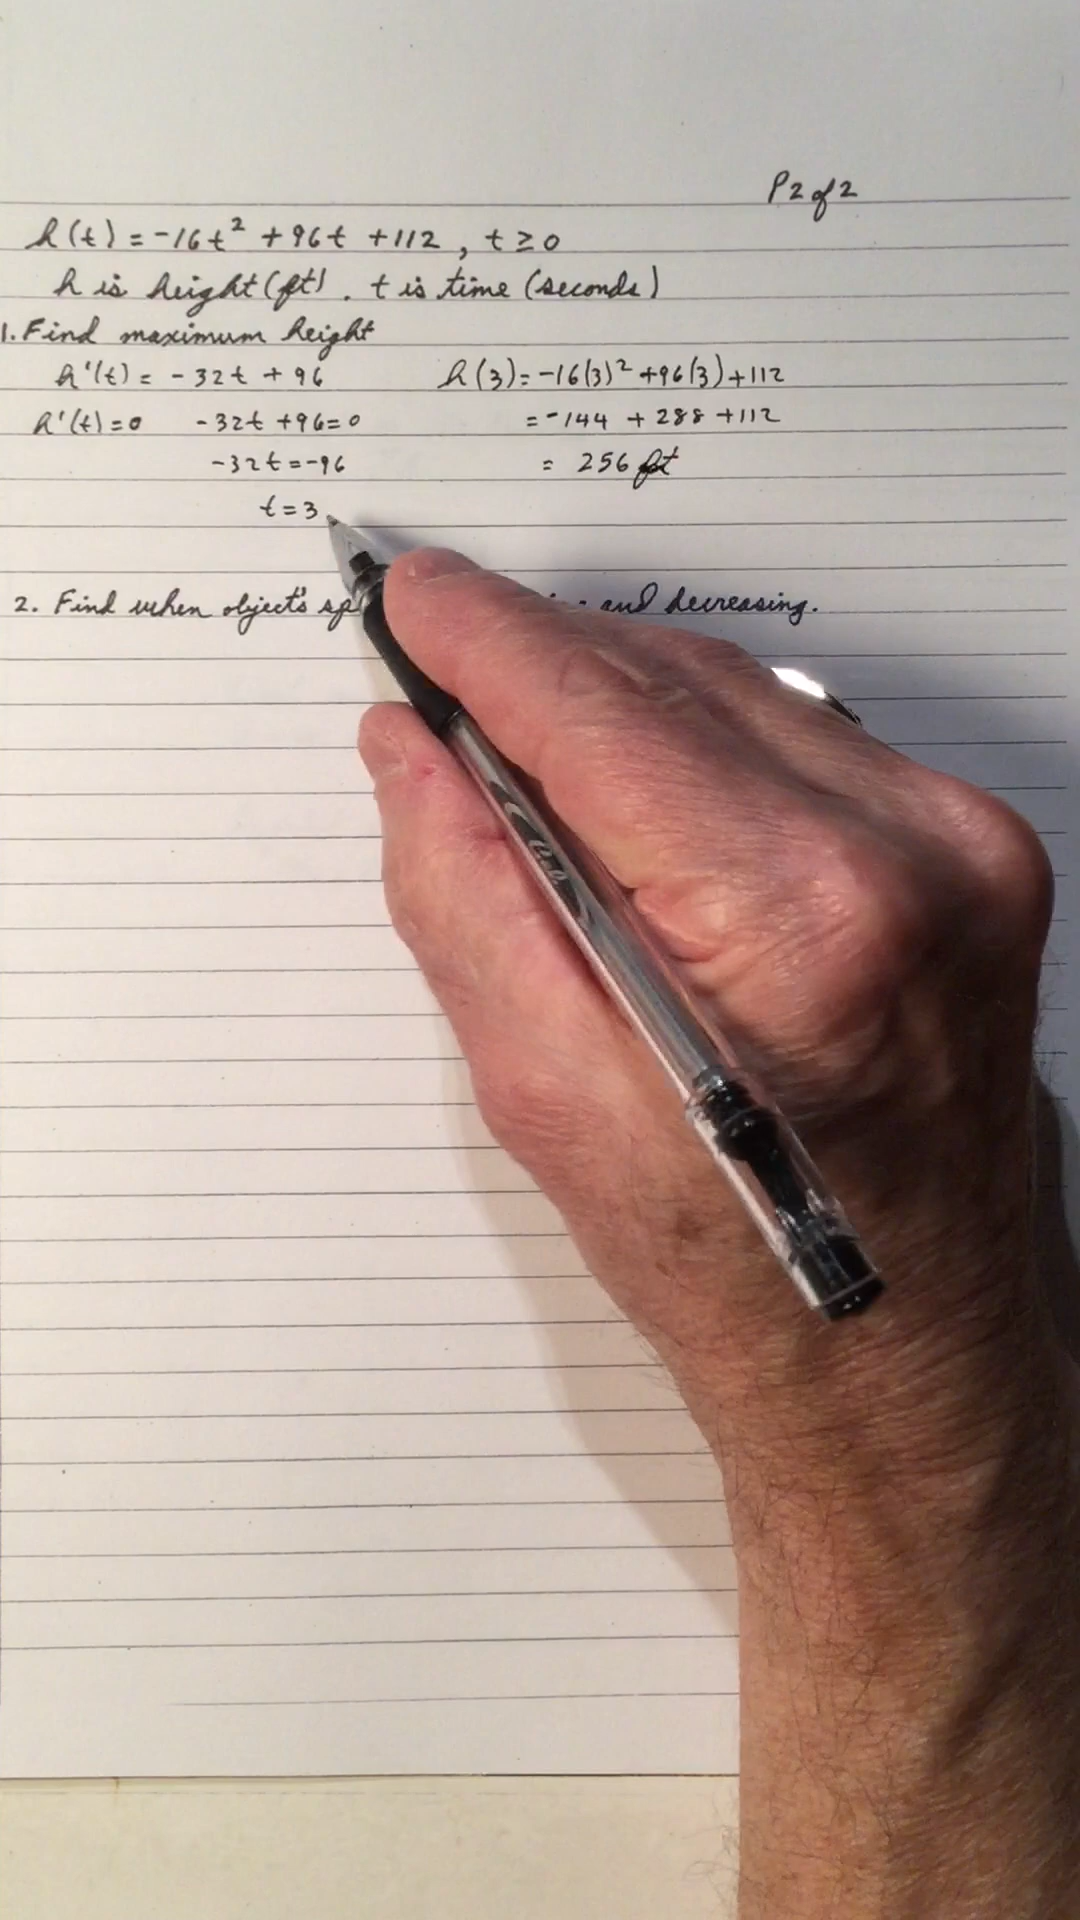 P2 of 2
h(t) = -16t² + 96t + 112, t ≥ 0
h is height (ft). t is time (seconds)
1. Find maximum height
h'(t) = -32t + 96
h'(t) = 0 -32t + 96 = 0
-32t = -96
t = 3
h(3) = -16(3)² + 96(3) + 112
= -144 + 288 + 112
= 256 ft
2. Find when object's and decreasing.